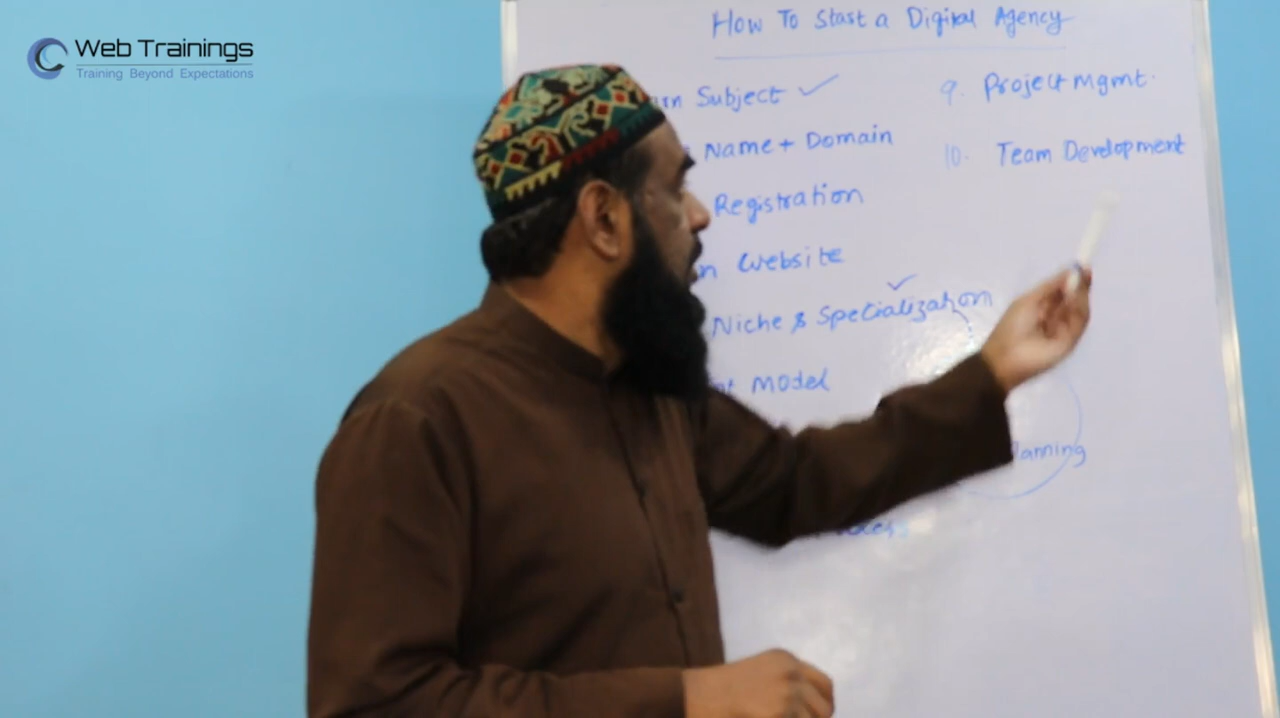 Web Trainings
Training Beyond Expectations
How To Start a Digital Agency
Subject
Name + Domain
Registration
Website
Niche & Specialization
Model
9. Project Mgmt.
10. Team Development